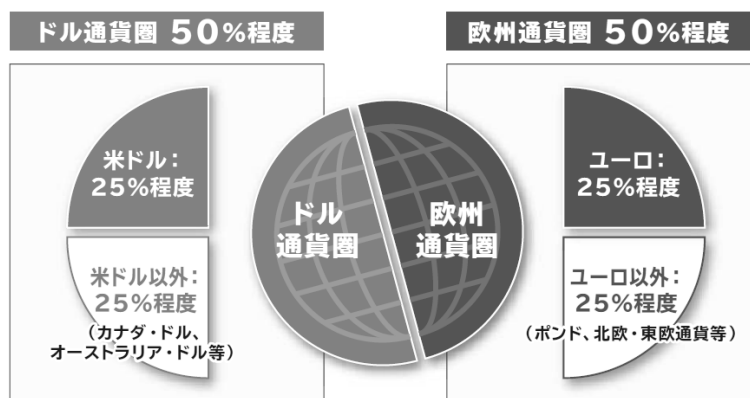 ドル通貨圏 50%程度
米ドル:
25%程度
米ドル以外:
25%程度
(カナダ・ドル、
オーストラリア・ドル等)
ドル
通貨圏
欧州
通貨圏
欧州通貨圏 50%程度
ユーロ:
25%程度
ユーロ以外:
25%程度
(ポンド、北欧・東欧通貨等)